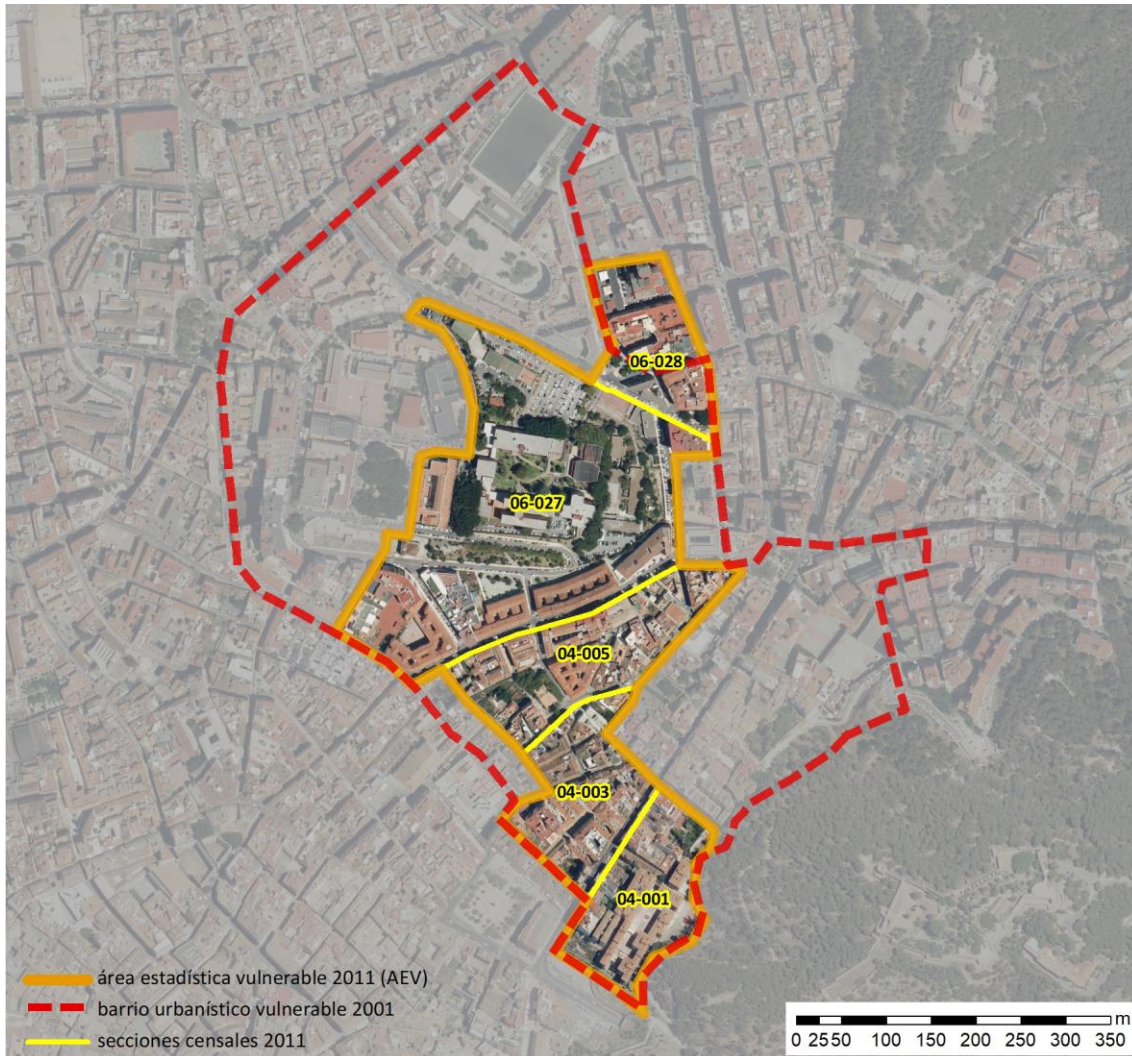 06-028
06-027
04-005
04-003
04-001
área estadística vulnerable 2011 (AEV)
barrio urbanístico vulnerable 2001
secciones censales 2011
m
0 25 50 100 150 200 250 300 350